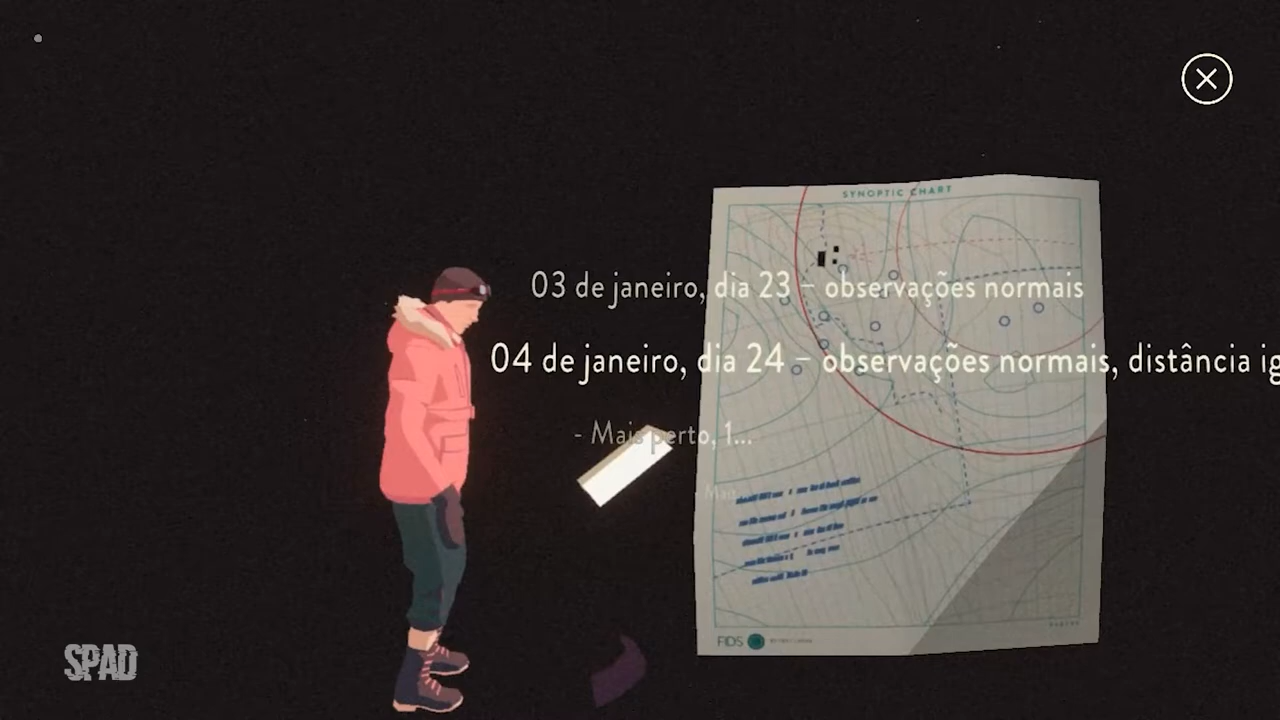 SYNOPTIC CHART
03 de janeiro, dia 23 – observações normais
04 de janeiro, dia 24 – observações normais, distância ig
- Mais perto, 1...
FIDS
SPAD